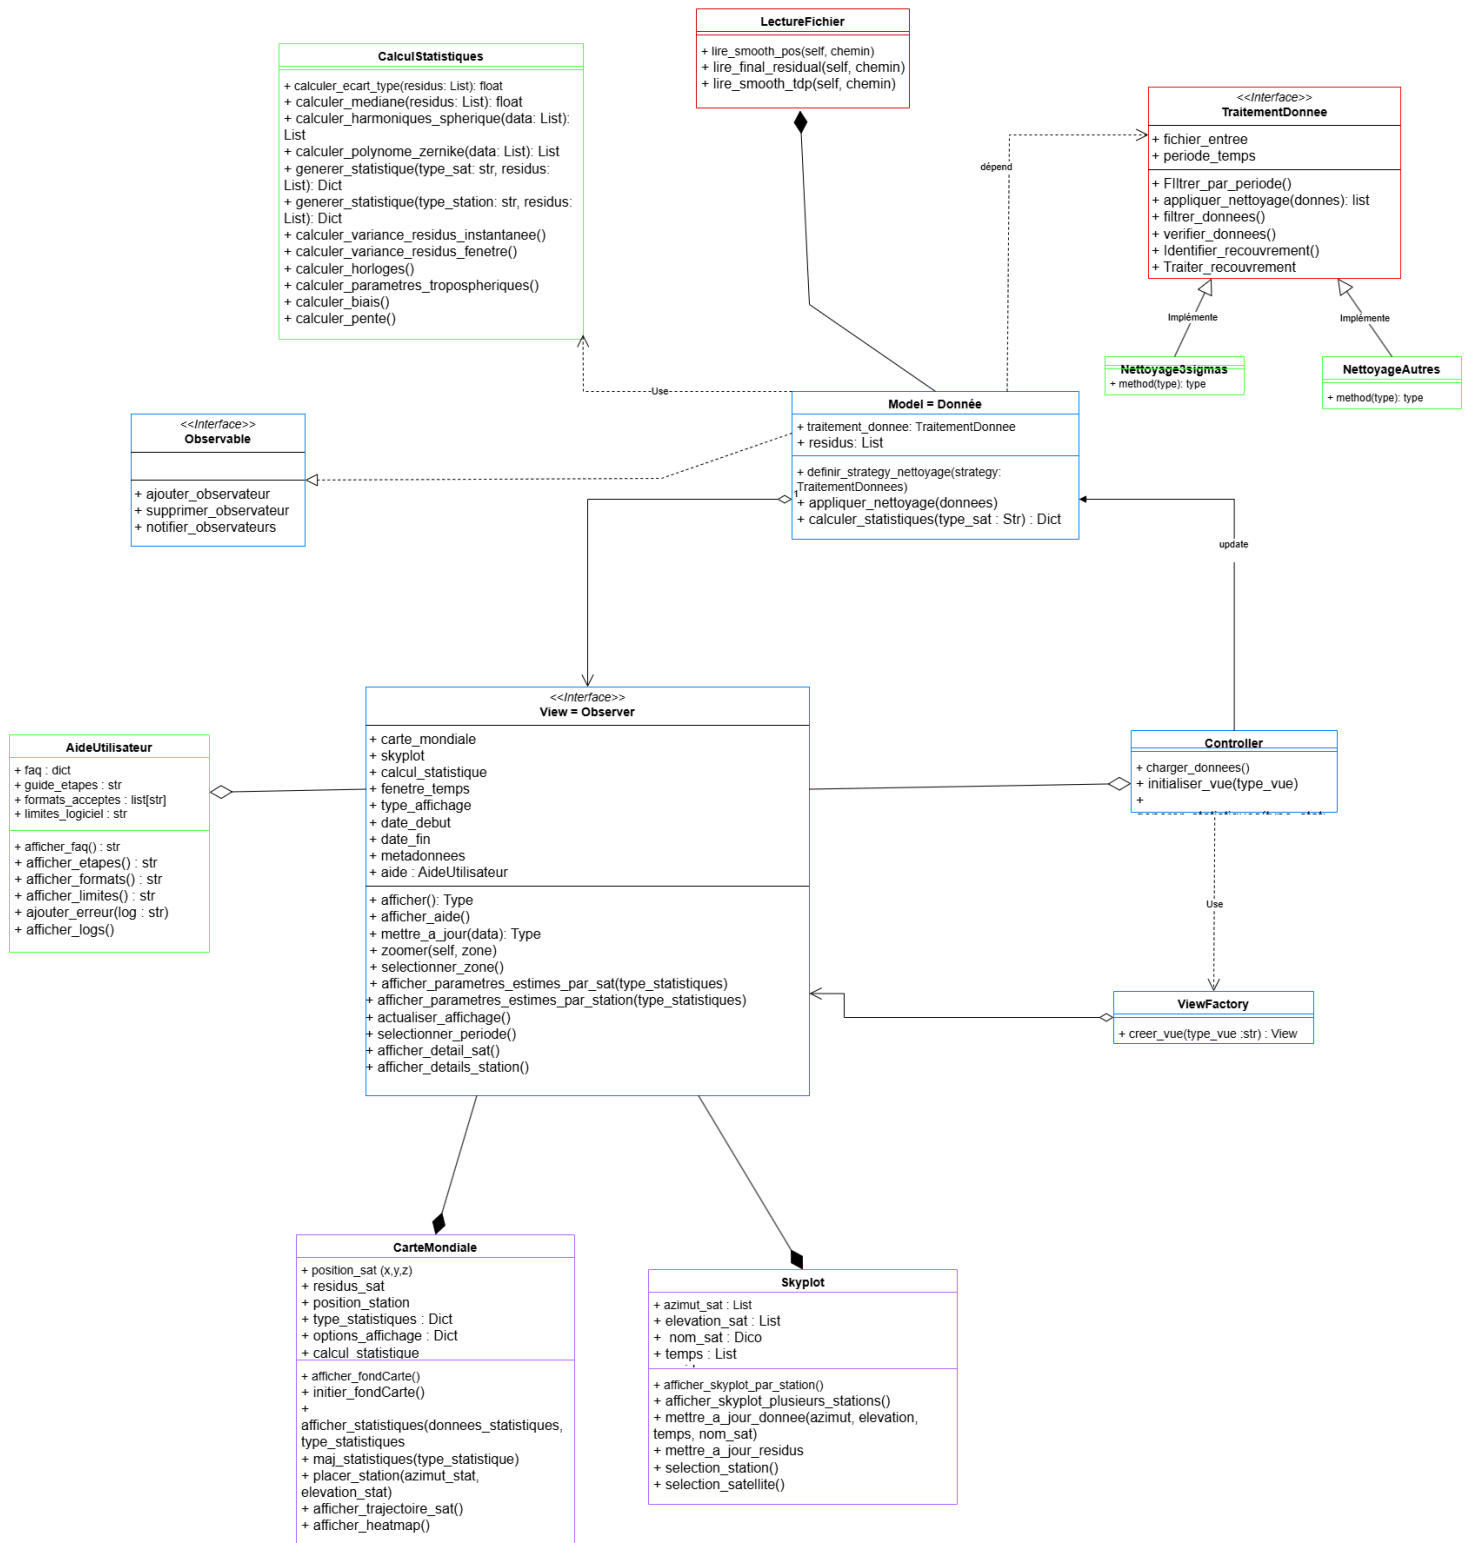 LectureFichier
+ lire_smooth_pos(self, chemin)
+ lire_final_residual(self, chemin)
+ lire_smooth_tdp(self, chemin)
CalculStatistiques
+ calculer_ecart_type(residus: List): float
+ calculer_mediane(residus: List): float
+ calculer_harmoniques_spherique(data: List):
List
+ calculer_polynome_zernike(data: List): List
+ generer_statistique(type_sat: str, residus:
List): Dict
+ generer_statistique(type_station: str, residus:
List): Dict
+ calculer_variance_residus_instantanee()
+ calculer_variance_residus_fenetre()
+ calculer_horloges()
+ calculer_parametres_tropospheriques()
+ calculer_biais()
+ calculer_pente()
<<Interface>>
TraitementDonnee
+ fichier_entree
+ periode_temps
+ FIltrer_par_periode()
+ appliquer_nettoyage(donnes): list
+ filtrer_donnees()
+ verifier_donnees()
+ Identifier_recouvrement()
+ Traiter_recouvrement
dépend
Implémente
Implémente
Nettoyage3sigmas
+ method(type): type
NettoyageAutres
+ method(type): type
Use
Model = Donnée
+ traitement_donnee: TraitementDonnee
+ residus: List
+ definir_strategy_nettoyage(strategy:
TraitementDonnees)
+ appliquer_nettoyage(donnees)
+ calculer_statistiques(type_sat : Str) : Dict
1
<<Interface>>
Observable
+ ajouter_observateur
+ supprimer_observateur
+ notifier_observateurs
update
<<Interface>>
View = Observer
+ carte_mondiale
+ skyplot
+ calcul_statistique
+ fenetre_temps
+ type_affichage
+ date_debut
+ date_fin
+ metadonnees
+ aide : AideUtilisateur
+ afficher(): Type
+ afficher_aide()
+ mettre_a_jour(data): Type
+ zoomer(self, zone)
+ selectionner_zone()
+ afficher_parametres_estimes_par_sat(type_statistiques)
+ afficher_parametres_estimes_par_station(type_statistiques)
+ actualiser_affichage()
+ selectionner_periode()
+ afficher_detail_sat()
+ afficher_details_station()
AideUtilisateur
+ faq : dict
+ guide_etapes : str
+ formats_acceptes : list[str]
+ limites_logiciel : str
+ afficher_faq() : str
+ afficher_etapes() : str
+ afficher_formats() : str
+ afficher_limites() : str
+ ajouter_erreur(log : str)
+ afficher_logs()
Controller
+ charger_donnees()
+ initialiser_vue(type_vue)
+
Use
ViewFactory
+ creer_vue(type_vue :str) : View
CarteMondiale
+ position_sat (x,y,z)
+ residus_sat
+ position_station
+ type_statistiques : Dict
+ options_affichage : Dict
+ calcul_statistique
+ afficher_fondCarte()
+ initier_fondCarte()
+
afficher_statistiques(donnees_statistiques,
type_statistiques
+ maj_statistiques(type_statistique)
+ placer_station(azimut_stat,
elevation_stat)
+ afficher_trajectoire_sat()
+ afficher_heatmap()
Skyplot
+ azimut_sat : List
+ elevation_sat : List
+ nom_sat : Dico
+ temps : List
+ afficher_skyplot_par_station()
+ afficher_skyplot_plusieurs_stations()
+ mettre_a_jour_donnee(azimut, elevation,
temps, nom_sat)
+ mettre_a_jour_residus
+ selection_station()
+ selection_satellite()